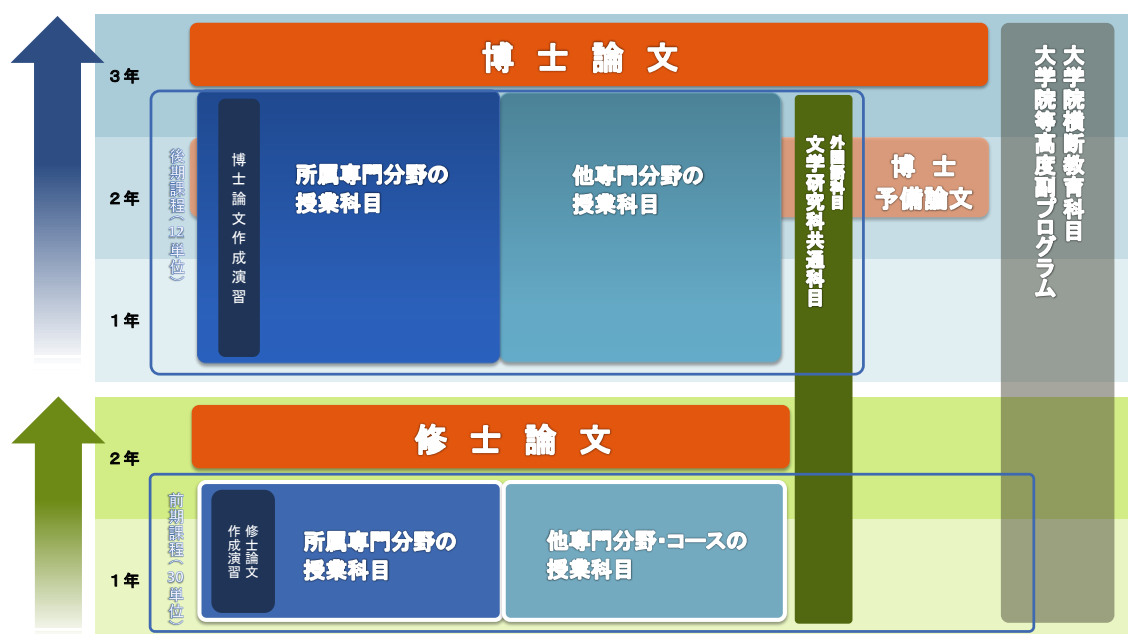 博士論文
3年
後期課程(12単位)
博士論文作成演習
所属専門分野の
授業科目
他専門分野の
授業科目
外国語科目
文学研究科共通科目
博士
予備論文
大学院横断教育科目
大学院等高度副プログラム
2年
1年
修士論文
2年
前期課程(30単位)
修士論文
作成演習
所属専門分野の
授業科目
他専門分野・コースの
授業科目
1年